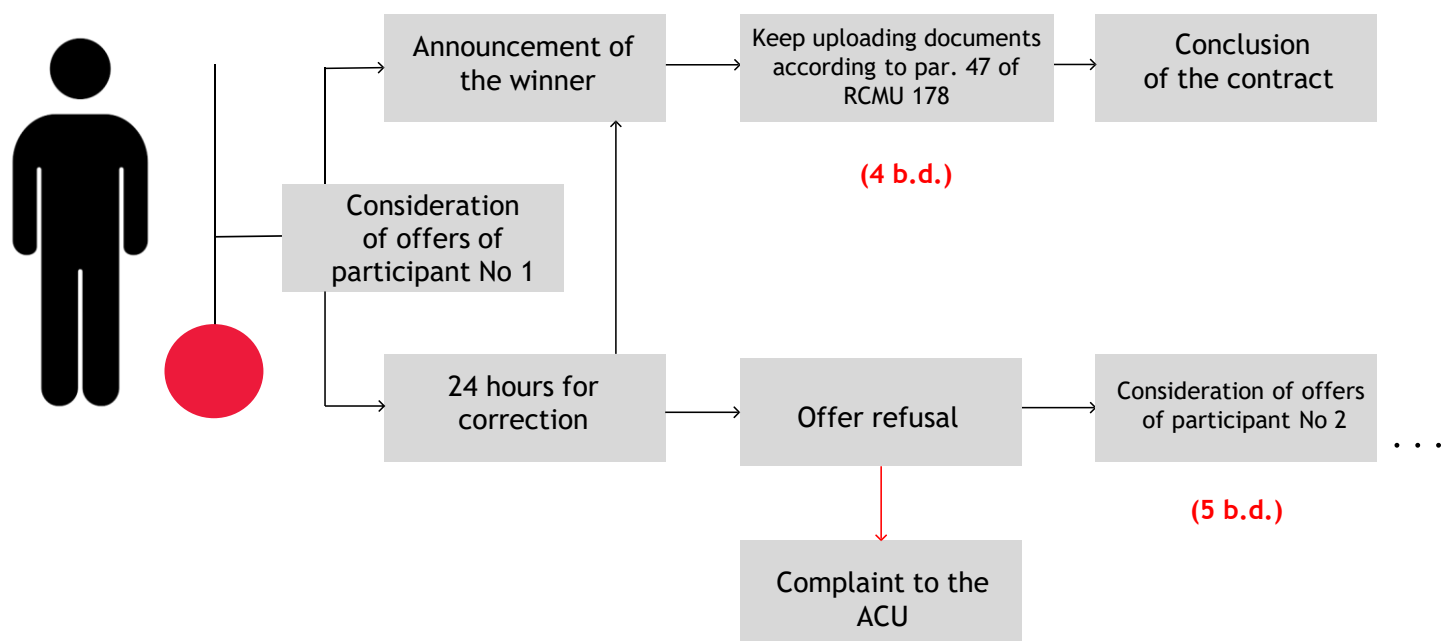 Announcement of
the winner
Keep uploading documents
according to par. 47 of
RCMU 178
Conclusion
of the contract
(4 b.d.)
Consideration
of offers of
participant No 1
24 hours for
correction
Offer refusal
Consideration of offers
of participant No 2
. . .
(5 b.d.)
Complaint to the
ACU